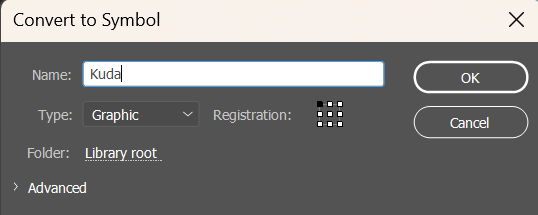 Convert to Symbol
Name: Kuda OK
Type: Graphic Registration: Cancel
Folder: Library root
Advanced